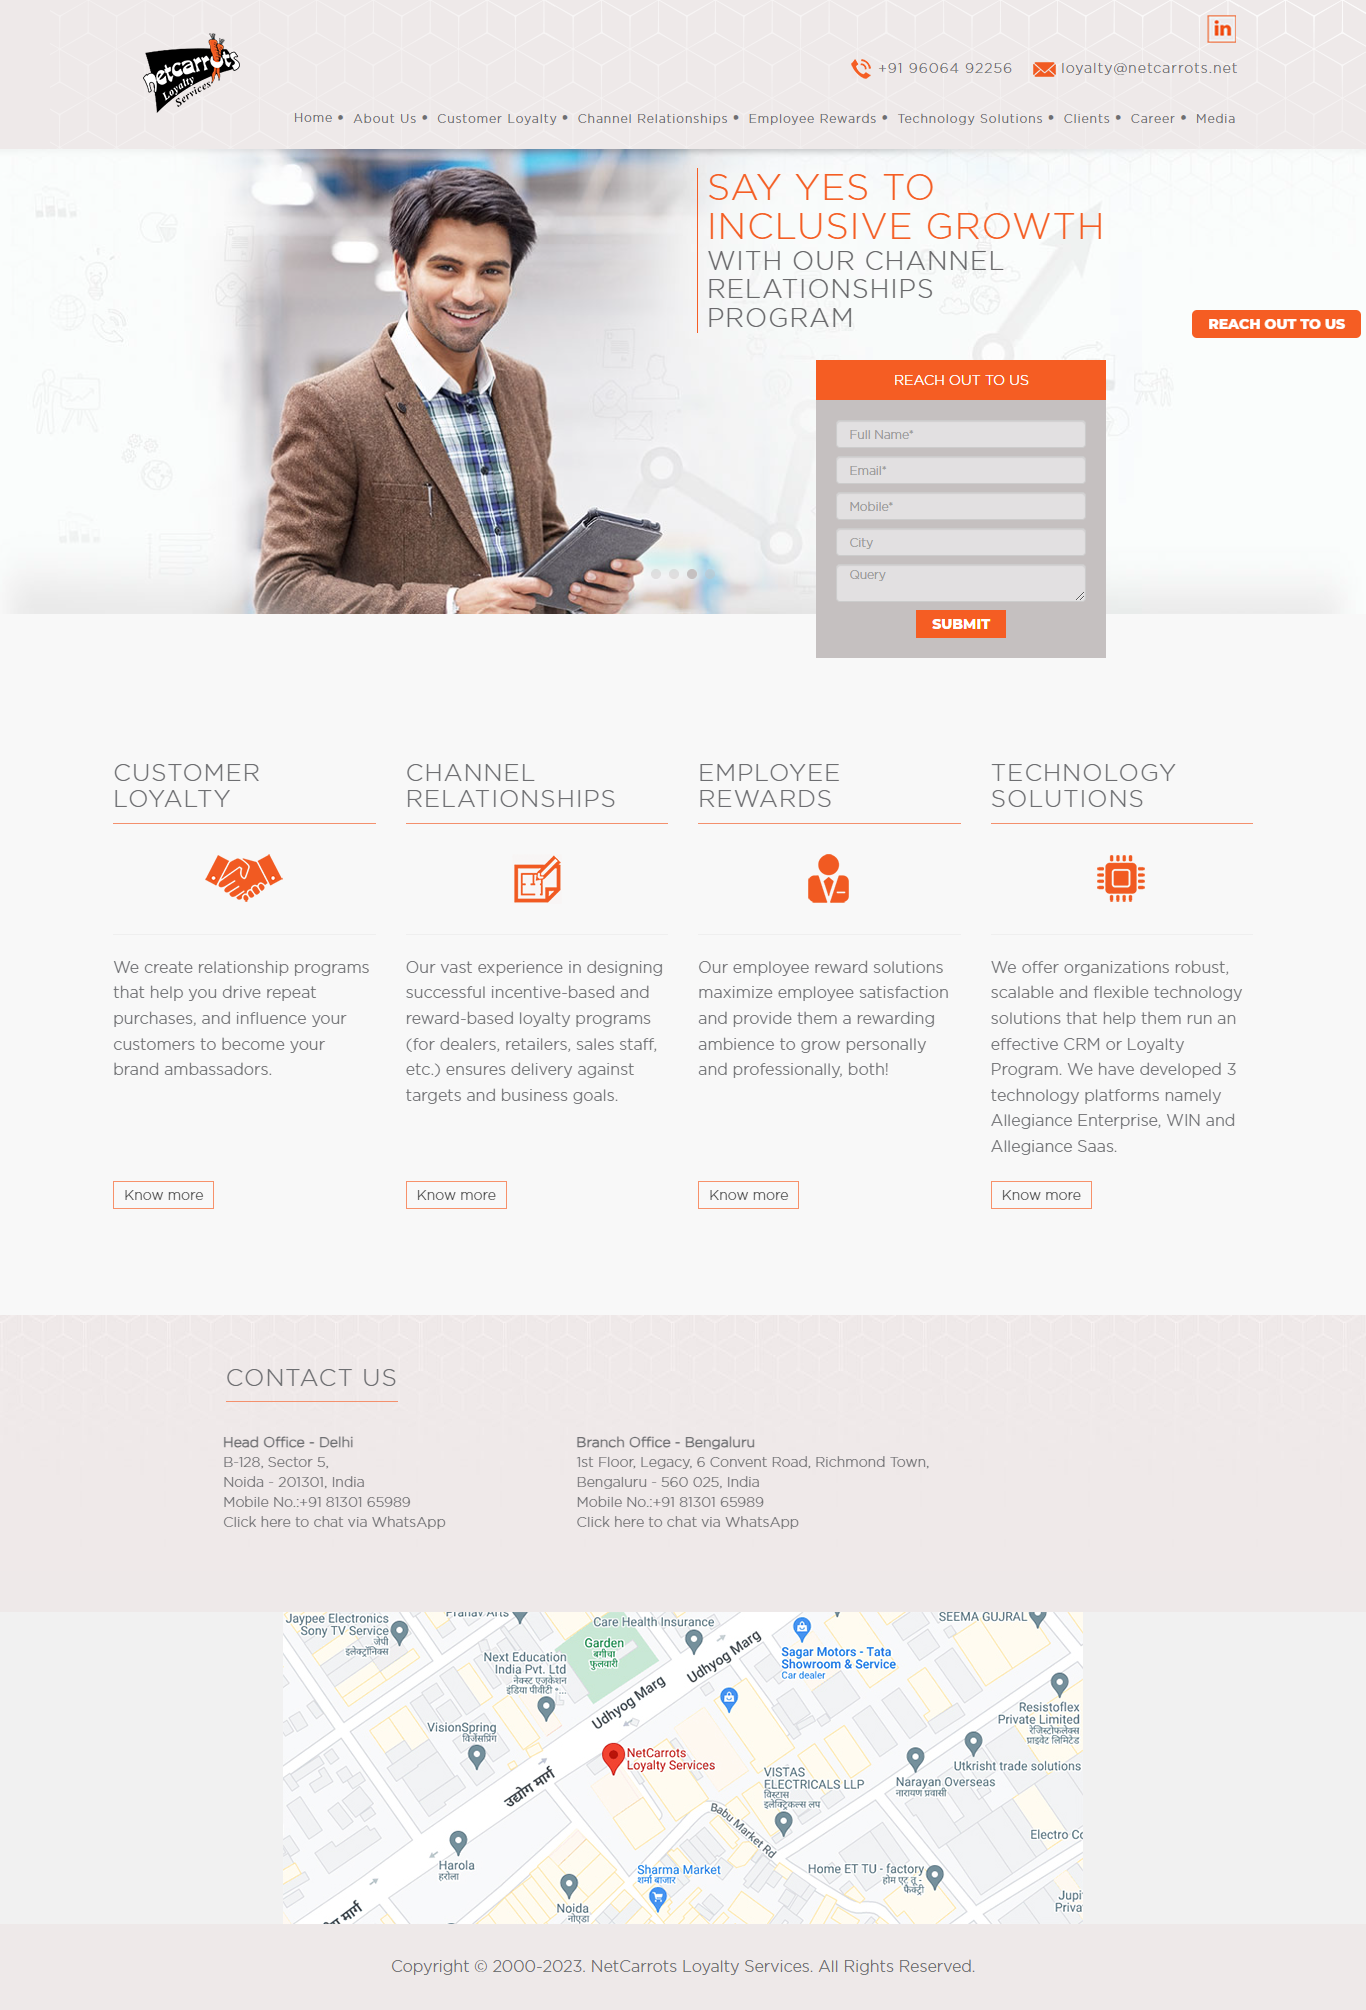 netcarrots
Loyalty
Services
+91 96064 92256
loyalty@netcarrots.net
Home • About Us • Customer Loyalty • Channel Relationships • Employee Rewards • Technology Solutions • Clients • Career • Media
SAY YES TO
INCLUSIVE GROWTH
WITH OUR CHANNEL
RELATIONSHIPS
PROGRAM
REACH OUT TO US
REACH OUT TO US
Full Name*
Email*
Mobile*
City
Query
SUBMIT
CUSTOMER
LOYALTY
We create relationship programs
that help you drive repeat
purchases, and influence your
customers to become your
brand ambassadors.
Know more
CHANNEL
RELATIONSHIPS
Our vast experience in designing
successful incentive-based and
reward-based loyalty programs
(for dealers, retailers, sales staff,
etc.) ensures delivery against
targets and business goals.
Know more
EMPLOYEE
REWARDS
Our employee reward solutions
maximize employee satisfaction
and provide them a rewarding
ambience to grow personally
and professionally, both!
Know more
TECHNOLOGY
SOLUTIONS
We offer organizations robust,
scalable and flexible technology
solutions that help them run an
effective CRM or Loyalty
Program. We have developed 3
technology platforms namely
Allegiance Enterprise, WIN and
Allegiance Saas.
Know more
CONTACT US
Head Office - Delhi
B-128, Sector 5,
Noida - 201301, India
Mobile No.:+91 81301 65989
Click here to chat via WhatsApp
Branch Office - Bengaluru
1st Floor, Legacy, 6 Convent Road, Richmond Town,
Bengaluru - 560 025, India
Mobile No.:+91 81301 65989
Click here to chat via WhatsApp
Jaypee Electronics
Sony TV Service
जेपी
इलेक्ट्रॉनिक्स
Pranav Arts
Care Health Insurance
SEEMA GUJRAL
Garden
बगीचा
फुलवारी
Udhyog Marg
Sagar Motors - Tata
Showroom & Service
Car dealer
Next Education
India Pvt. Ltd
नेक्स्ट एजुकेशन
इंडिया पीवीटी -...
Udhyog Marg
Resistoflex
Private Limited
रेजिस्टोफलेक्स
प्राइवेट लिमिटेड
VisionSpring
विजेंसप्रिंग
NetCarrots
Loyalty Services
Utkrisht trade solutions
VISTAS
ELECTRICALS LLP
विस्टास
इलेक्ट्रिकल्स लप
Narayan Overseas
नारायण प्रवासी
उद्योग मार्ग
Babu Market Rd
Electro Co
Harola
हरोला
Sharma Market
शर्मा बाजार
Home ET TU - factory
होम एट तू -
फैक्ट्री
Noida
नोएडा
Jupi
Priva
मार्ग
Copyright © 2000-2023. NetCarrots Loyalty Services. All Rights Reserved.